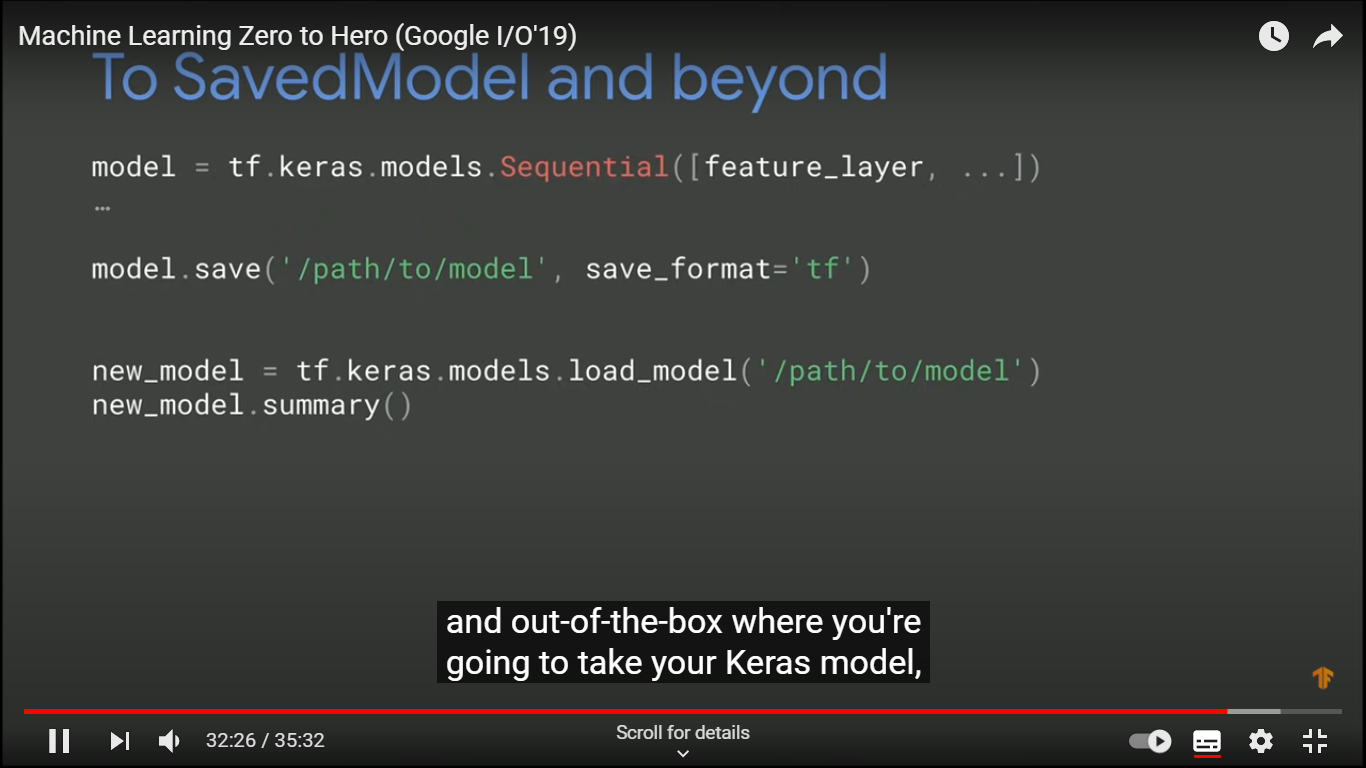 Machine Learning Zero to Hero (Google I/O'19)
To SavedModel and beyond
model = tf.keras.models.Sequential([feature_layer, ...])
…
model.save('/path/to/model', save_format='tf')
new_model = tf.keras.models.load_model('/path/to/model')
new_model.summary()
and out-of-the-box where you're
going to take your Keras model,
32:26 / 35:32
Scroll for details